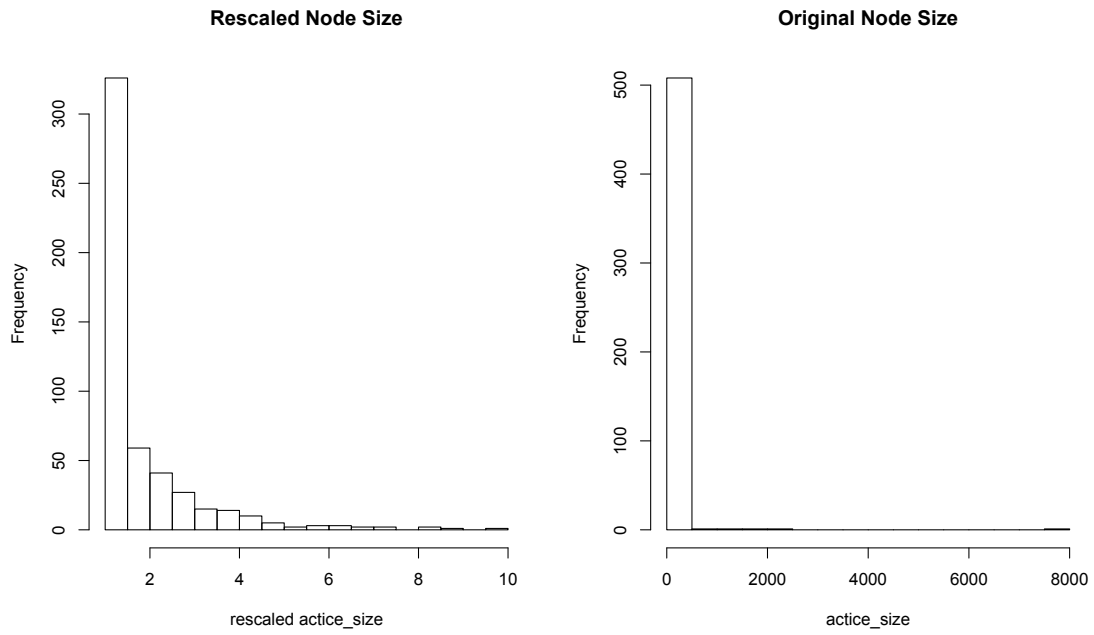 Rescaled Node Size
Frequency
0
50
100
150
200
250
300
2 4 6 8 10
rescaled actice_size
Original Node Size
Frequency
0
100
200
300
400
500
0 2000 4000 6000 8000
actice_size